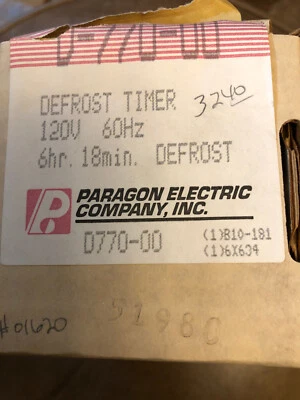 D-770-00
DEFROST TIMER
3240
120V 60Hz
6hr. 18min. DEFROST
PARAGON ELECTRIC
COMPANY, INC.
D770-00
(1)B10-181
(1)6X634
51980
#01620